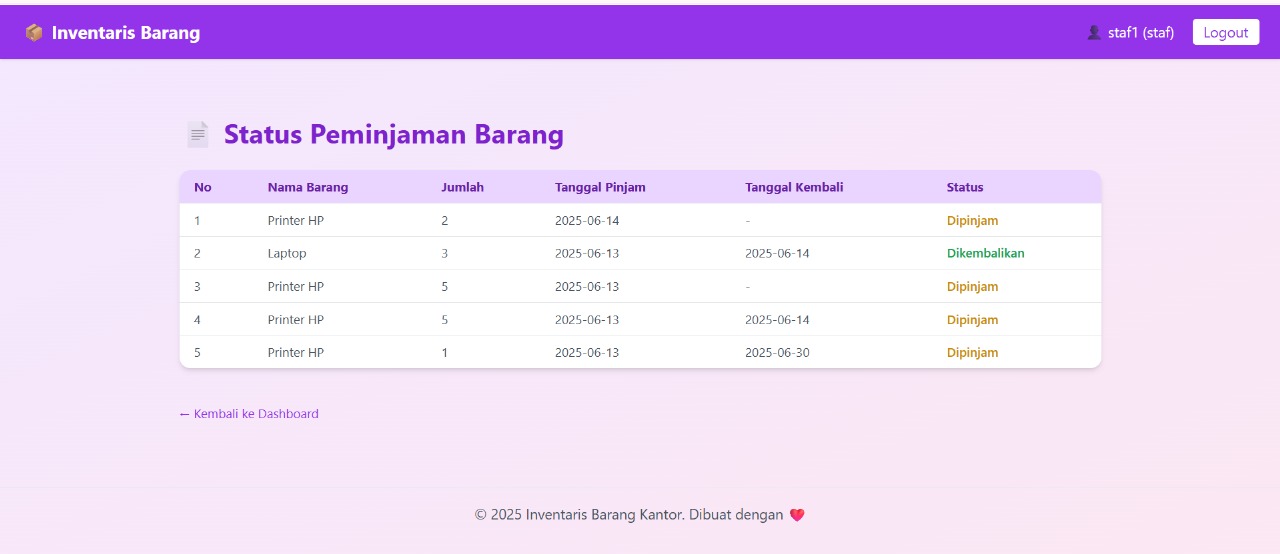 Inventaris Barang staf1 (staf) Logout
Status Peminjaman Barang
No Nama Barang Jumlah Tanggal Pinjam Tanggal Kembali Status
1 Printer HP 2 2025-06-14 - Dipinjam
2 Laptop 3 2025-06-13 2025-06-14 Dikembalikan
3 Printer HP 5 2025-06-13 - Dipinjam
4 Printer HP 5 2025-06-13 2025-06-14 Dipinjam
5 Printer HP 1 2025-06-13 2025-06-30 Dipinjam
← Kembali ke Dashboard
© 2025 Inventaris Barang Kantor. Dibuat dengan ❤️